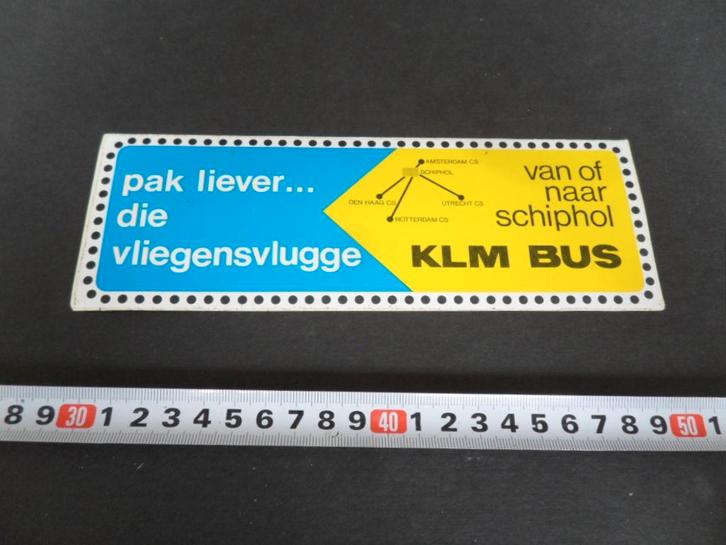 pak liever...
die
vliegensvlugge
AMSTERDAM CS
SCHIPHOL
DEN HAAG CS
UTRECHT CS
ROTTERDAM CS
van of
naar
schiphol
KLM BUS
8 9 30 1 2 3 4 5 6 7 8 9 40 1 2 3 4 5 6 7 8 9 50 1